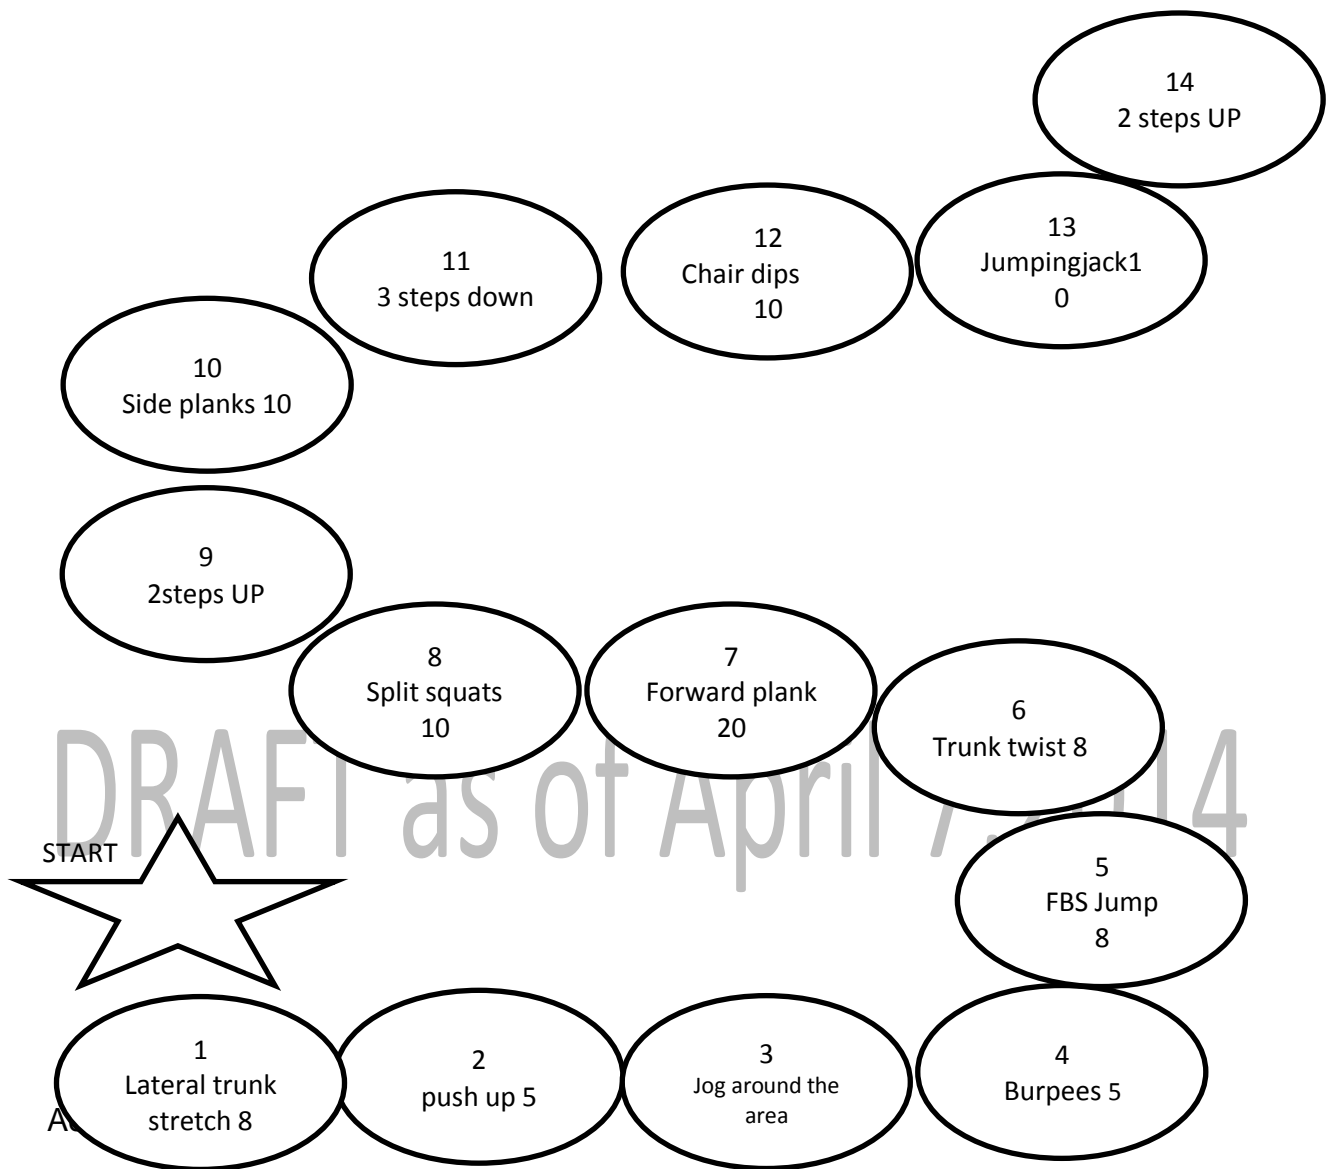 14
2 steps UP
13
Jumpingjack1
0
12
Chair dips
10
11
3 steps down
10
Side planks 10
9
2steps UP
8
Split squats
10
7
Forward plank
20
6
Trunk twist 8
DRAFT as of April
START
5
FBS Jump
8
4
Burpees 5
3
Jog around the
area
2
push up 5
1
Lateral trunk
stretch 8